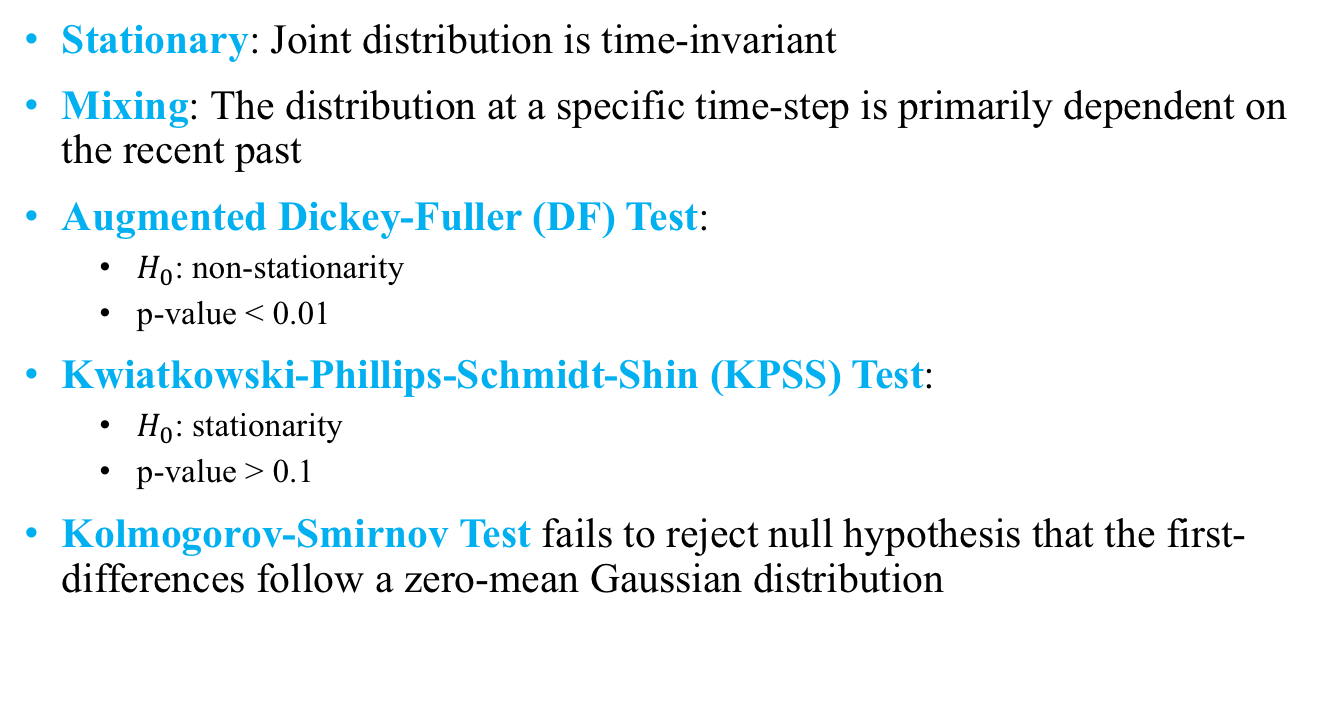 • Stationary: Joint distribution is time-invariant
• Mixing: The distribution at a specific time-step is primarily dependent on
the recent past
• Augmented Dickey-Fuller (DF) Test:
• H₀: non-stationarity
• p-value < 0.01
• Kwiatkowski-Phillips-Schmidt-Shin (KPSS) Test:
• H₀: stationarity
• p-value > 0.1
• Kolmogorov-Smirnov Test fails to reject null hypothesis that the first-
differences follow a zero-mean Gaussian distribution